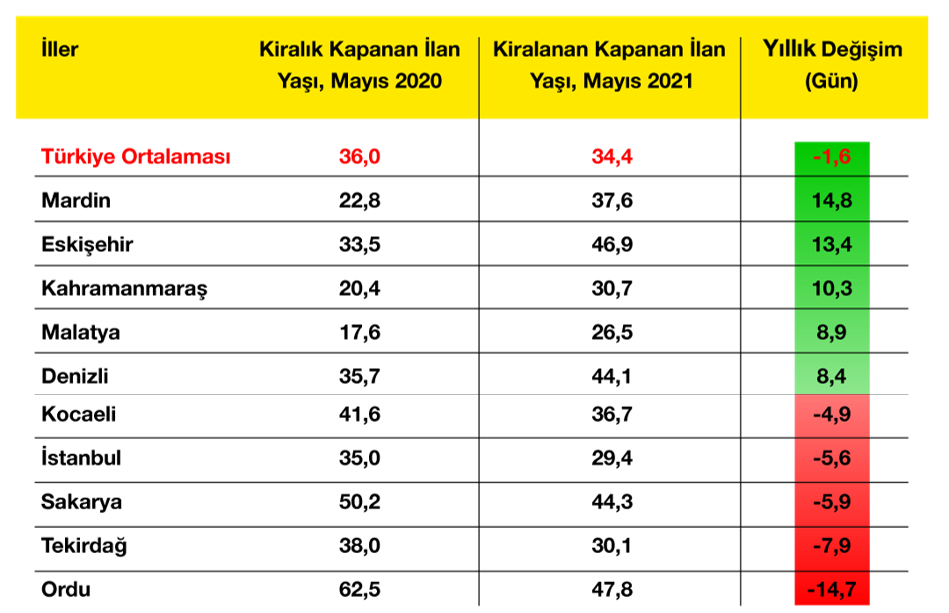 İller Kiralık Kapanan İlan Kiralanan Kapanan İlan Yıllık Değişim
Yaşı, Mayıs 2020 Yaşı, Mayıs 2021 (Gün)
Türkiye Ortalaması 36,0 34,4 -1,6
Mardin 22,8 37,6 14,8
Eskişehir 33,5 46,9 13,4
Kahramanmaraş 20,4 30,7 10,3
Malatya 17,6 26,5 8,9
Denizli 35,7 44,1 8,4
Kocaeli 41,6 36,7 -4,9
İstanbul 35,0 29,4 -5,6
Sakarya 50,2 44,3 -5,9
Tekirdağ 38,0 30,1 -7,9
Ordu 62,5 47,8 -14,7